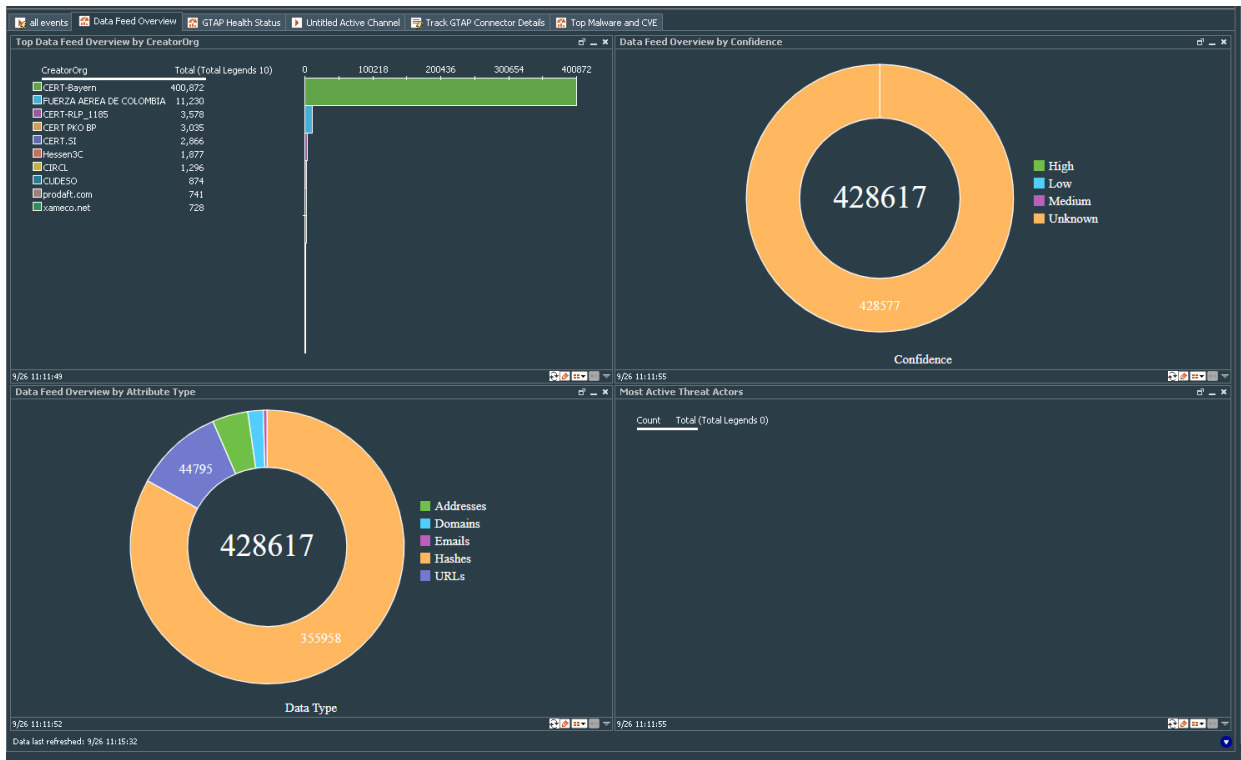 all events Data Feed Overview GTAP Health Status Untitled Active Channel Track GTAP Connector Details Top Malware and CVE
Top Data Feed Overview by CreatorOrg
CreatorOrg Total (Total Legends 10) 0 100218 200436 300654 400872
CERT-Bayern 400,872
FUERZA AEREA DE COLOMBIA 11,230
CERT-RLP_1185 3,578
CERT PKO BP 3,035
CERT.SI 2,866
Hessen3C 1,877
CIRCL 1,296
CUDESO 874
prodaft.com 741
xameco.net 728
9/26 11:11:49
Data Feed Overview by Confidence
428617
428577
High
Low
Medium
Unknown
Confidence
9/26 11:11:55
Data Feed Overview by Attribute Type
44795
428617
355958
Addresses
Domains
Emails
Hashes
URLs
Data Type
9/26 11:11:52
Most Active Threat Actors
Count Total (Total Legends 0)
9/26 11:11:55
Data last refreshed: 9/26 11:15:32